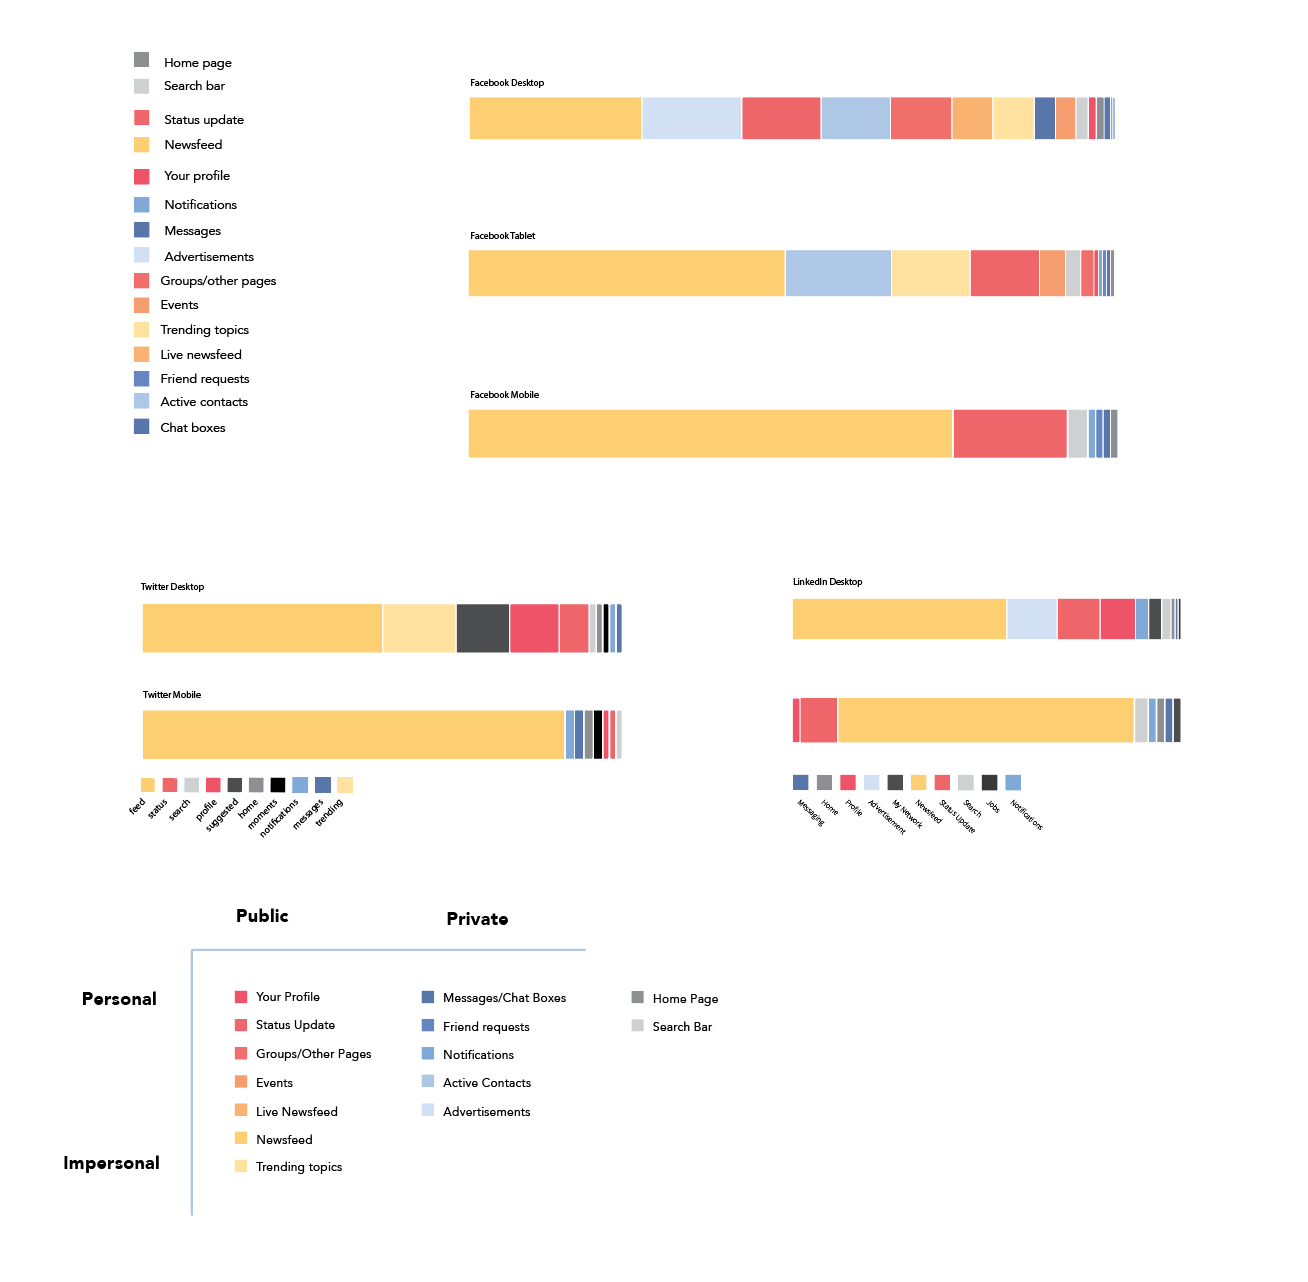 Home page
Search bar
Status update
Newsfeed
Your profile
Notifications
Messages
Advertisements
Groups/other pages
Events
Trending topics
Live newsfeed
Friend requests
Active contacts
Chat boxes
Facebook Desktop
Facebook Tablet
Facebook Mobile
Twitter Desktop
Twitter Mobile
feed
status
search
profile
suggested
home
moments
notifications
messages
trending
LinkedIn Desktop
Messaging
Home
Profile
Advertisement
My Network
Newsfeed
Status Update
Search
Jobs
Notifications
Public
Private
Personal
Impersonal
Your Profile
Status Update
Groups/Other Pages
Events
Live Newsfeed
Newsfeed
Trending topics
Messages/Chat Boxes
Friend requests
Notifications
Active Contacts
Advertisements
Home Page
Search Bar